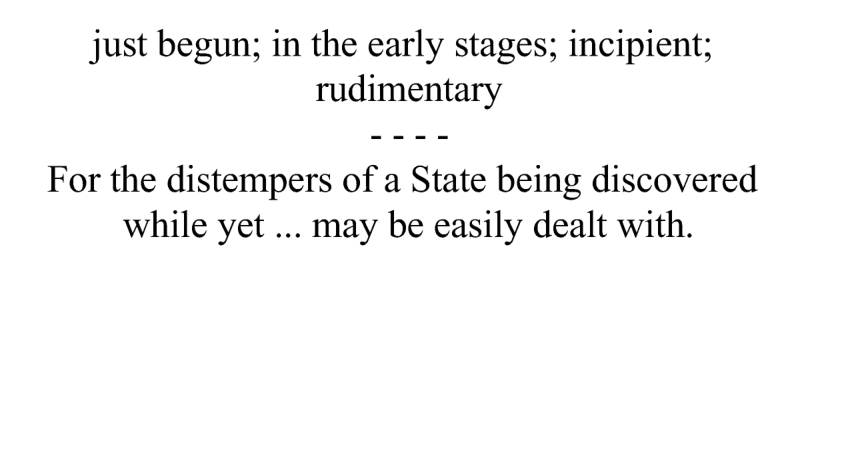 just begun; in the early stages; incipient;
rudimentary
- - - -
For the distempers of a State being discovered
while yet ... may be easily dealt with.